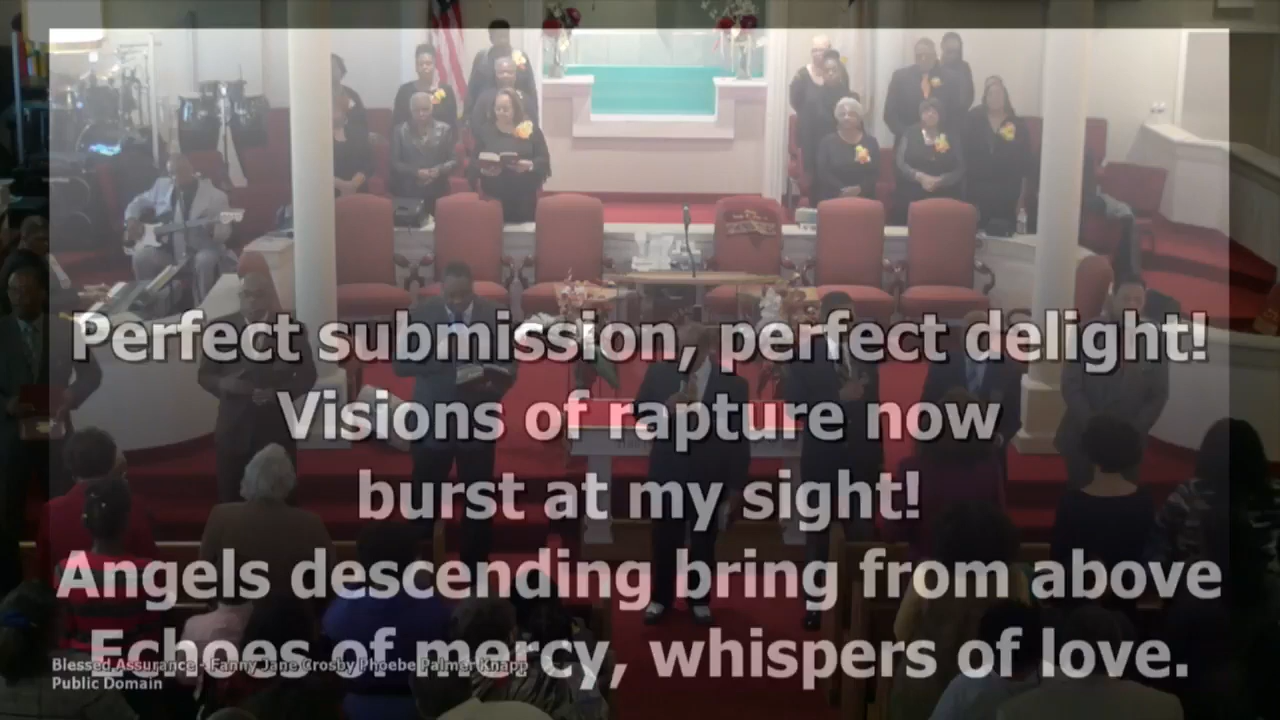 Perfect submission, perfect delight!
Visions of rapture now
burst at my sight!
Angels descending bring from above
Echoes of mercy, whispers of love.
Blessed Assurance - Fanny Jane Crosby Phoebe Palmer Knapp
Public Domain